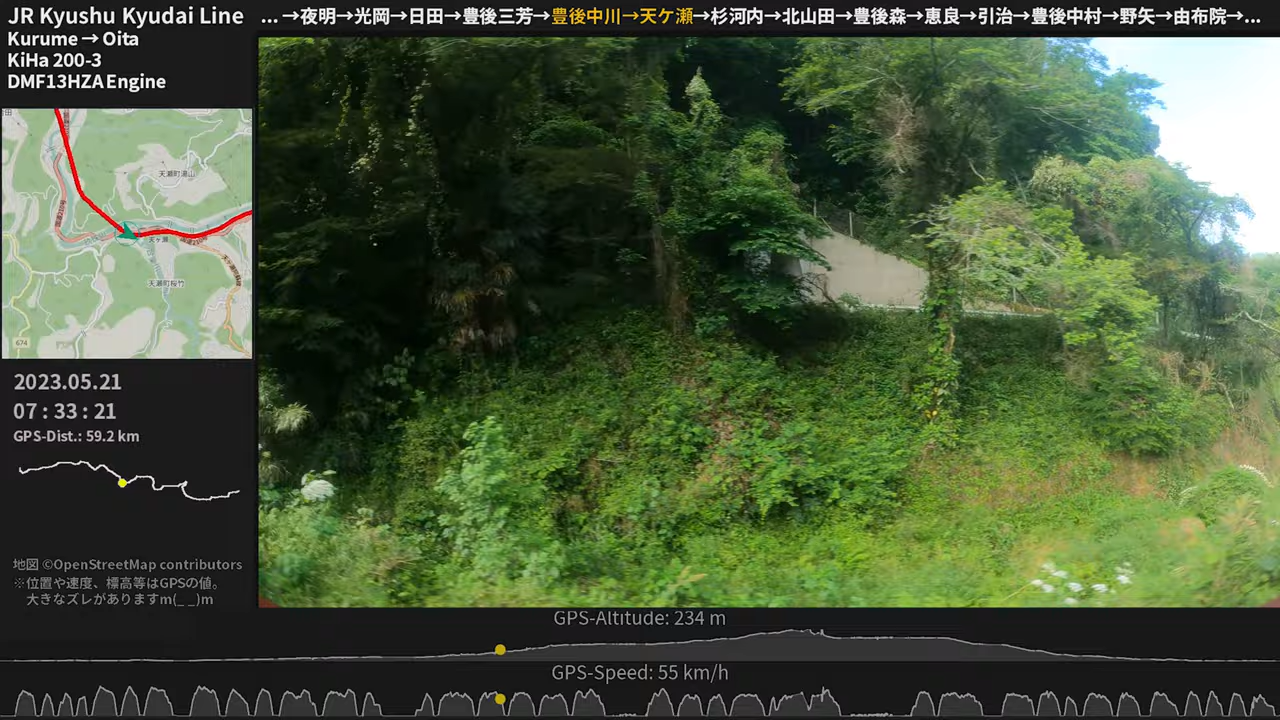 JR Kyushu Kyudai Line
... →夜明→光岡→日田→豊後三芳→豊後中川→天ケ瀬→杉河内→北山田→豊後森→恵良→引治→豊後中村→野矢→由布院→...
Kurume → Oita
KiHa 200-3
DMF13HZA Engine
天瀬町湯山
天ヶ瀬
天瀬町桜竹
674
2023.05.21
07 : 33 : 21
GPS-Dist.: 59.2 km
地図 ©OpenStreetMap contributors
※位置や速度、標高等はGPSの値。
大きなズレがありますm(_ _)m
GPS-Altitude: 234 m
GPS-Speed: 55 km/h